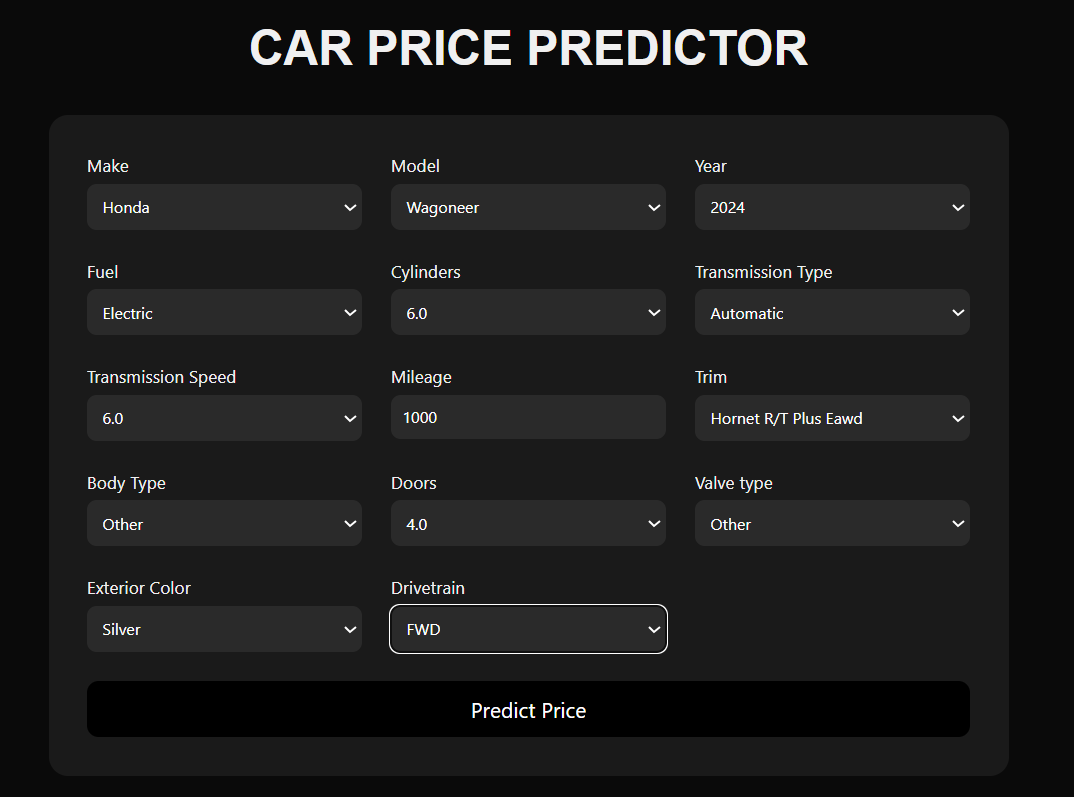 CAR PRICE PREDICTOR
Make
Model
Year
Honda
Wagoneer
2024
Fuel
Cylinders
Transmission Type
Electric
6.0
Automatic
Transmission Speed
Mileage
Trim
6.0
1000
Hornet R/T Plus Eawd
Body Type
Doors
Valve type
Other
4.0
Other
Exterior Color
Drivetrain
Silver
FWD
Predict Price